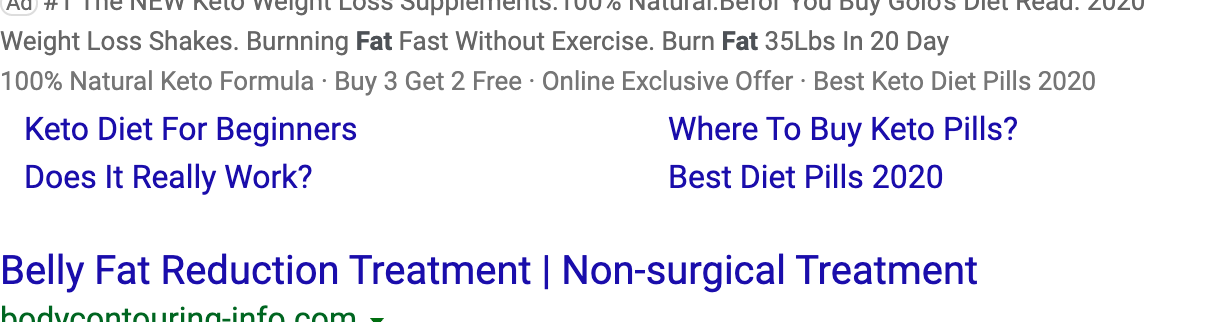 Ad #1 The NEW Keto Weight Loss Supplements.100% Natural.Befor You Buy Golo's Diet Read. 2020
Weight Loss Shakes. Burnning Fat Fast Without Exercise. Burn Fat 35Lbs In 20 Day
100% Natural Keto Formula · Buy 3 Get 2 Free · Online Exclusive Offer · Best Keto Diet Pills 2020
Keto Diet For Beginners Where To Buy Keto Pills?
Does It Really Work? Best Diet Pills 2020
Belly Fat Reduction Treatment | Non-surgical Treatment
bodycontouring-info.com